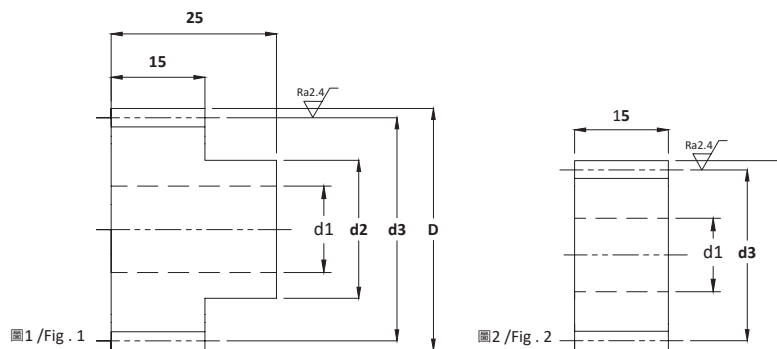 25
15
Ra2.4
d1
d2
d3
D
圖1 /Fig . 1
15
Ra2.4
d1
d3
圖2 /Fig . 2